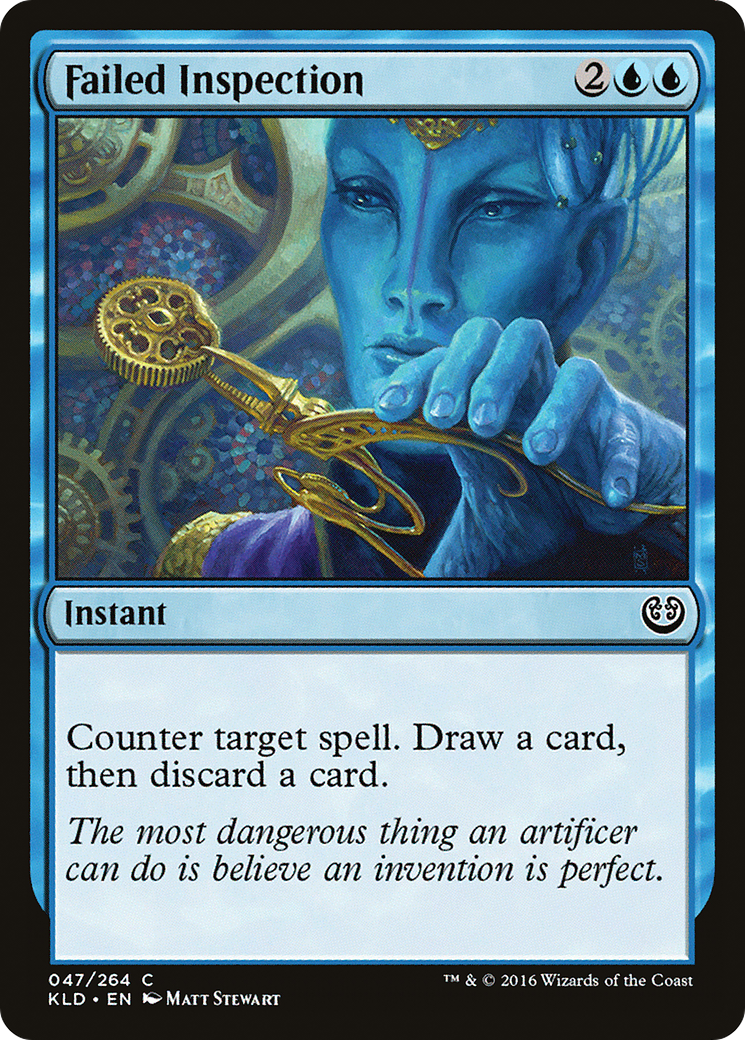 Failed Inspection 2
Instant
Counter target spell. Draw a card,
then discard a card.
The most dangerous thing an artificer
can do is believe an invention is perfect.
047/264 C
KLD • EN Matt Stewart
™ & © 2016 Wizards of the Coast